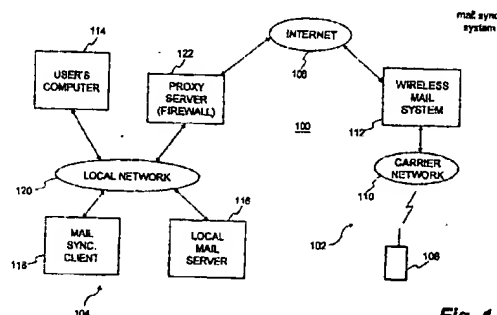 mail sync
system
114
USER'S
COMPUTER
122
PROXY
SERVER
(FIREWALL)
INTERNET
108
100
WIRELESS
MAIL
SYSTEM
112
120
LOCAL NETWORK
CARRIER
NETWORK
110
116
MAIL
SYNC.
CLIENT
118
LOCAL
MAIL
SERVER
102
106
104
Fig. 1